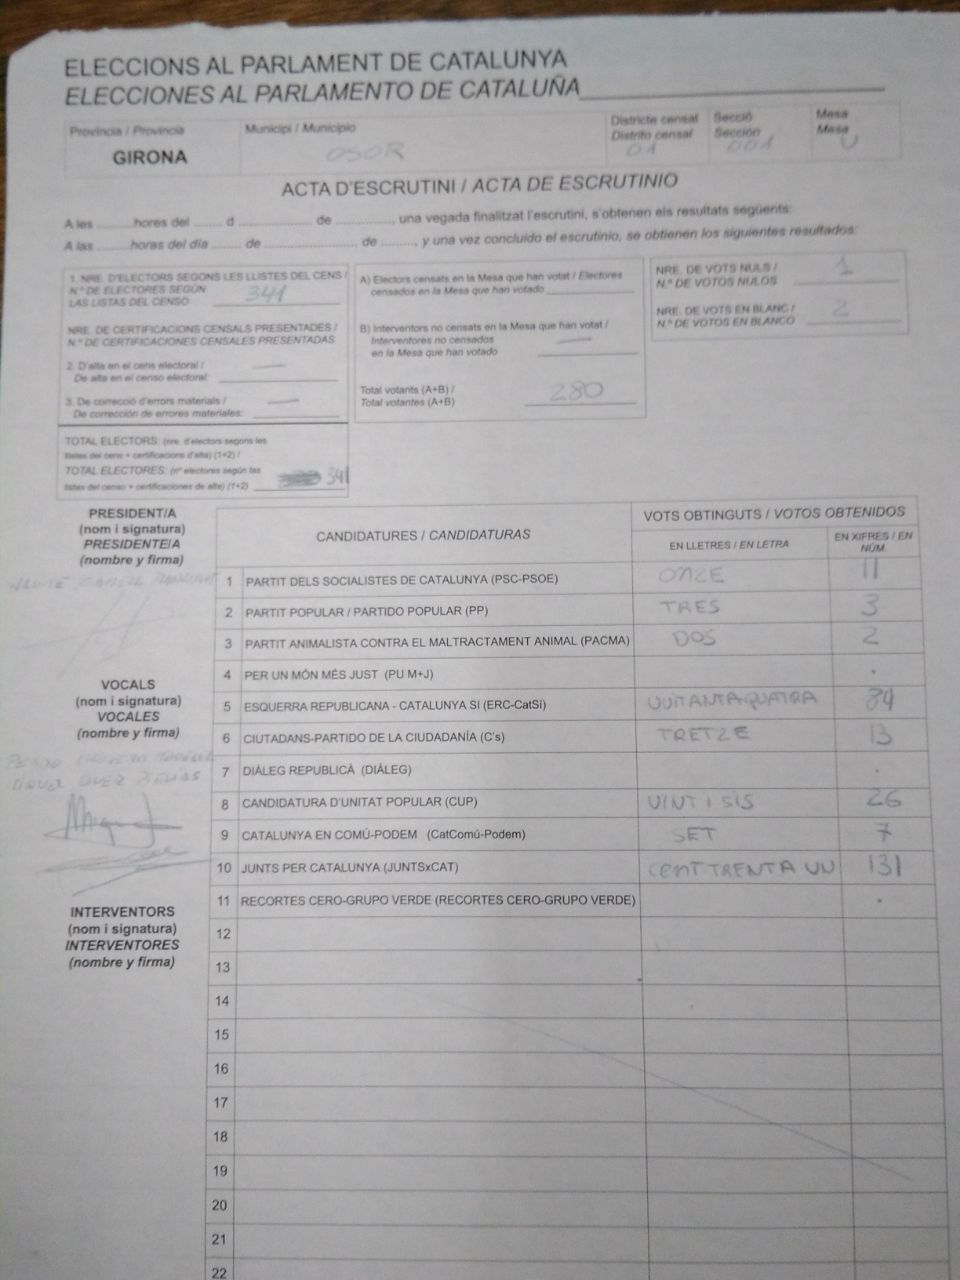 ELECCIONS AL PARLAMENT DE CATALUNYA
ELECCIONES AL PARLAMENTO DE CATALUÑA
Província / Provincia
GIRONA
Municipi / Municipio
OSOR
Districte censal
Distrito censal
01
Secció
Sección
001
Mesa
Mesa
U
ACTA D'ESCRUTINI / ACTA DE ESCRUTINIO
A les ............ hores del ......... d ...................... de ................., una vegada finalitzat l'escrutini, s'obtenen els resultats següents:
A las ............ horas del día ......... de ........................... de .........., y una vez concluido el escrutinio, se obtienen los siguientes resultados:
1. NRE. D'ELECTORS SEGONS LES LLISTES DEL CENS /
N.º DE ELECTORES SEGÚN
LAS LISTAS DEL CENSO 341
NRE. DE CERTIFICACIONS CENSALS PRESENTADES /
N.º DE CERTIFICACIONES CENSALES PRESENTADAS
2. D'alta en el cens electoral / —
De alta en el censo electoral:
3. De correcció d'errors materials / —
De corrección de errores materiales:
TOTAL ELECTORS: (nre. d'electors segons les
llistes del cens + certificacions d'alta) (1+2) /
TOTAL ELECTORES: (nº electores según las
listas del censo + certificaciones de alta) (1+2) 341
A) Electors censats en la Mesa que han votat / Electores
censados en la Mesa que han votado
B) Interventors no censats en la Mesa que han votat /
Interventores no censados —
en la Mesa que han votado
Total votants (A+B) /
Total votantes (A+B) 280
NRE. DE VOTS NULS / 1
N.º DE VOTOS NULOS
NRE. DE VOTS EN BLANC / 2
N.º DE VOTOS EN BLANCO
PRESIDENT/A
(nom i signatura)
PRESIDENTE/A
(nombre y firma)
VOCALS
(nom i signatura)
VOCALES
(nombre y firma)
INTERVENTORS
(nom i signatura)
INTERVENTORES
(nombre y firma)
CANDIDATURES / CANDIDATURAS
VOTS OBTINGUTS / VOTOS OBTENIDOS
EN LLETRES / EN LETRA
EN XIFRES / EN
NÚM.
1 PARTIT DELS SOCIALISTES DE CATALUNYA (PSC-PSOE) ONZE 11
2 PARTIT POPULAR / PARTIDO POPULAR (PP) TRES 3
3 PARTIT ANIMALISTA CONTRA EL MALTRACTAMENT ANIMAL (PACMA) DOS 2
4 PER UN MÓN MÉS JUST (PU M+J)
5 ESQUERRA REPUBLICANA - CATALUNYA SÍ (ERC-CatSí) VUITANTAQUATRA 84
6 CIUTADANS-PARTIDO DE LA CIUDADANÍA (C's) TRETZE 13
7 DIÀLEG REPUBLICÀ (DIÀLEG)
8 CANDIDATURA D'UNITAT POPULAR (CUP) VINT I SIS 26
9 CATALUNYA EN COMÚ-PODEM (CatComú-Podem) SET 7
10 JUNTS PER CATALUNYA (JUNTSxCAT) CENT TRENTA UN 131
11 RECORTES CERO-GRUPO VERDE (RECORTES CERO-GRUPO VERDE)
12
13
14
15
16
17
18
19
20
21
22